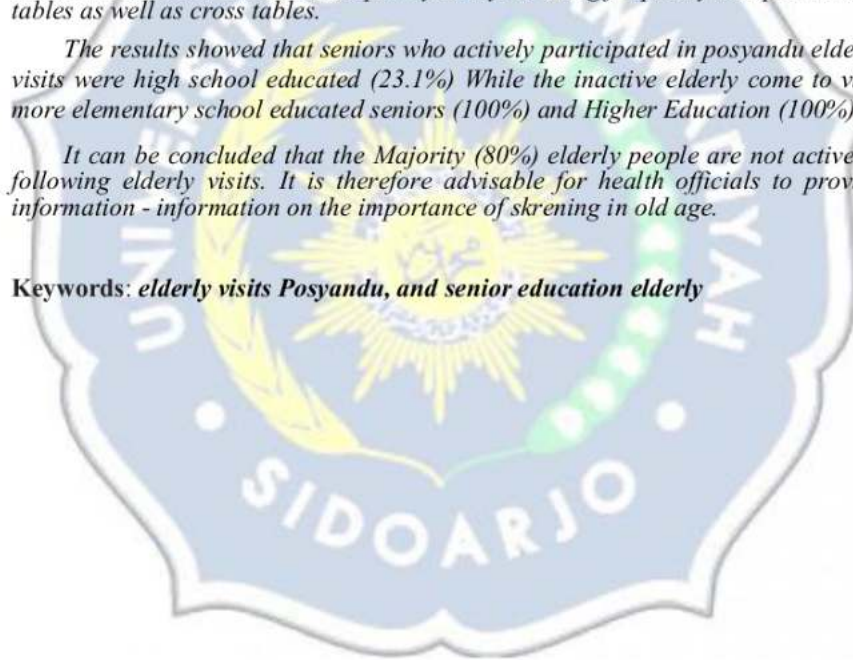 tables as well as cross tables.
The results showed that seniors who actively participated in posyandu elde
visits were high school educated (23.1%) While the inactive elderly come to v
more elementary school educated seniors (100%) and Higher Education (100%)
It can be concluded that the Majority (80%) elderly people are not active
following elderly visits. It is therefore advisable for health officials to prov
information - information on the importance of skrening in old age.
Keywords: elderly visits Posyandu, and senior education elderly
SIDOARJO